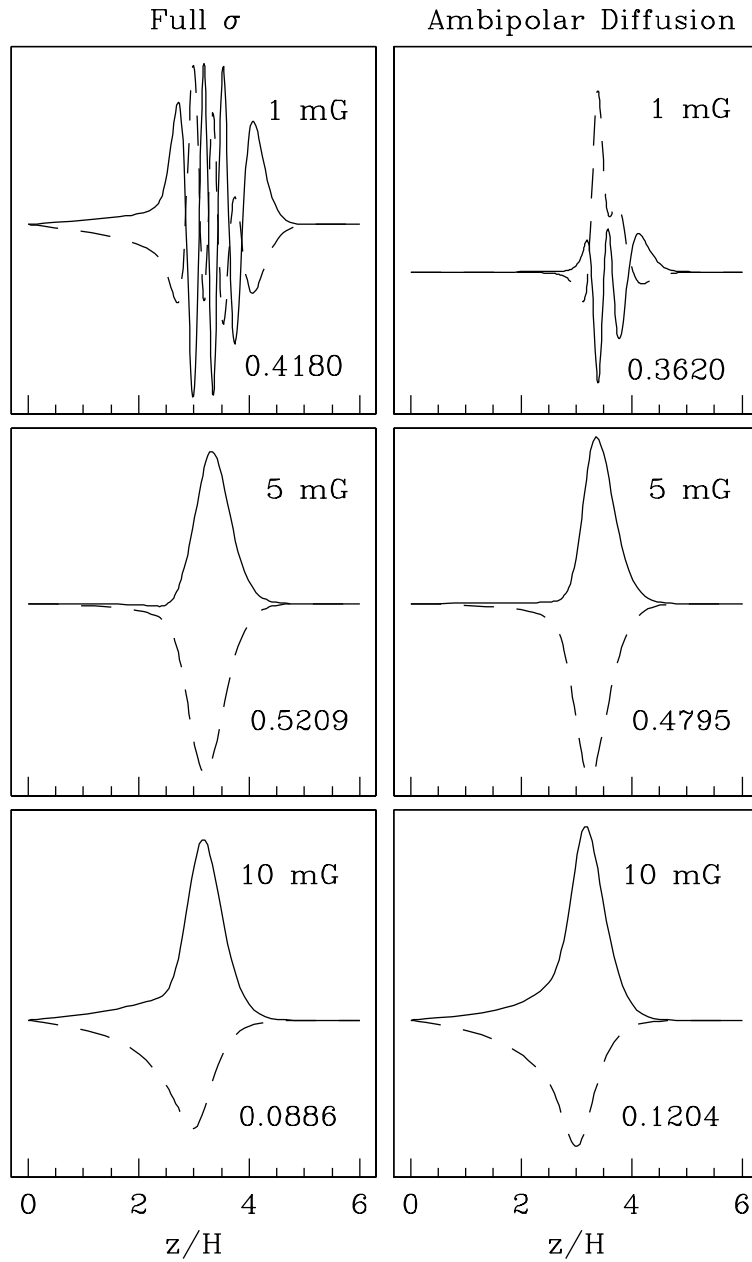 Full σ
Ambipolar Diffusion
1 mG
1 mG
0.4180
0.3620
5 mG
5 mG
0.5209
0.4795
10 mG
10 mG
0.0886
0.1204
0 2 4 6
0 2 4 6
z/H
z/H